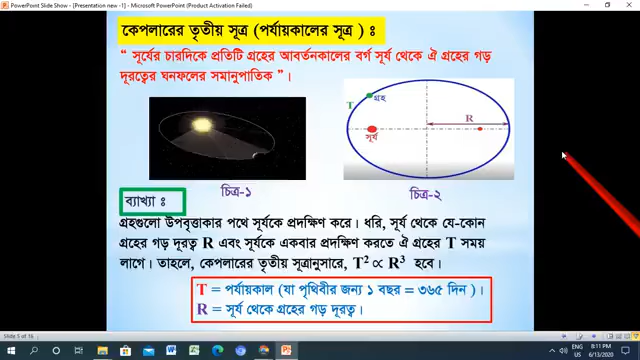 PowerPoint Slide Show - [Presentation new -1] - Microsoft PowerPoint (Product Activation Failed)
কেপলারের তৃতীয় সূত্র (পর্যায়কালের সূত্র ) ঃ
“ সূর্যের চারদিকে প্রতিটি গ্রহের আবর্তনকালের বর্গ সূর্য থেকে ঐ গ্রহের গড়
দূরত্বের ঘনফলের সমানুপাতিক ”।
T
গ্রহ
R
সূর্য
চিত্র-১
চিত্র-২
ব্যাখ্যা ঃ
গ্রহগুলো উপবৃত্তাকার পথে সূর্যকে প্রদক্ষিণ করে। ধরি, সূর্য থেকে যে-কোন
গ্রহের গড় দূরত্ব R এবং সূর্যকে একবার প্রদক্ষিণ করতে ঐ গ্রহের T সময়
লাগে। তাহলে, কেপলারের তৃতীয় সূত্রানুসারে, T² ∝ R³ হবে।
T = পর্যায়কাল (যা পৃথিবীর জন্য ১ বছর = ৩৬৫ দিন ) ।
R = সূর্য থেকে গ্রহের গড় দূরত্ব।
Slide 5 of 16
ENG
US
8:11 PM
6/13/2020